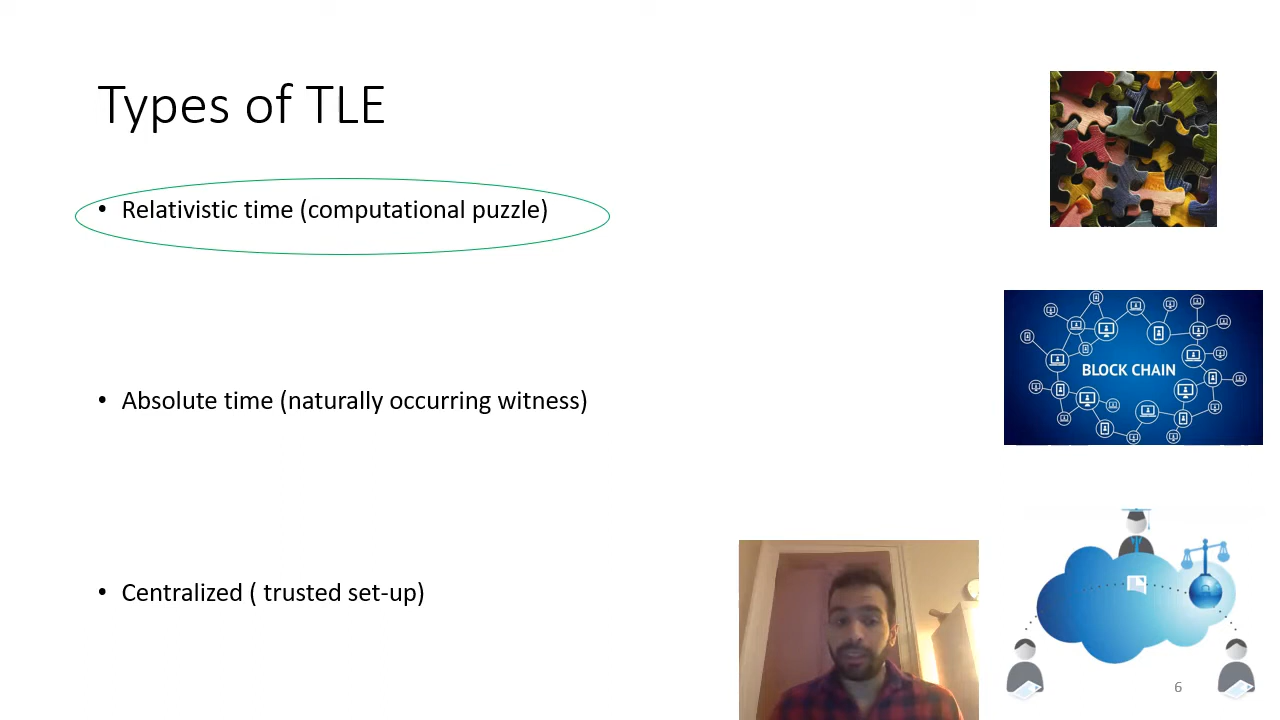 Types of TLE
• Relativistic time (computational puzzle)
BLOCK CHAIN
• Absolute time (naturally occurring witness)
• Centralized ( trusted set-up)
6